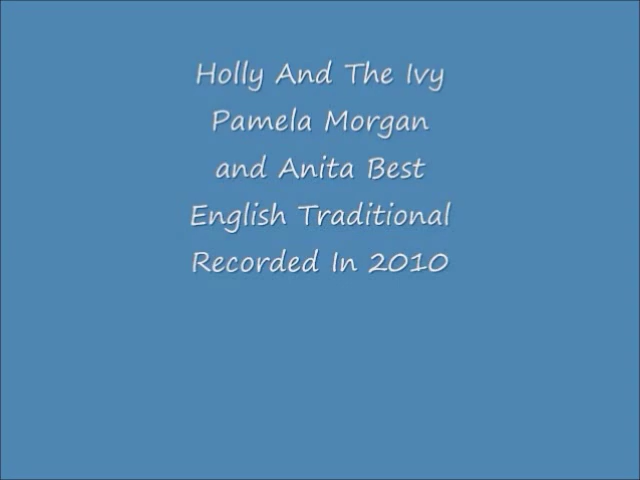 Holly And The Ivy
Pamela Morgan
and Anita Best
English Traditional
Recorded In 2010